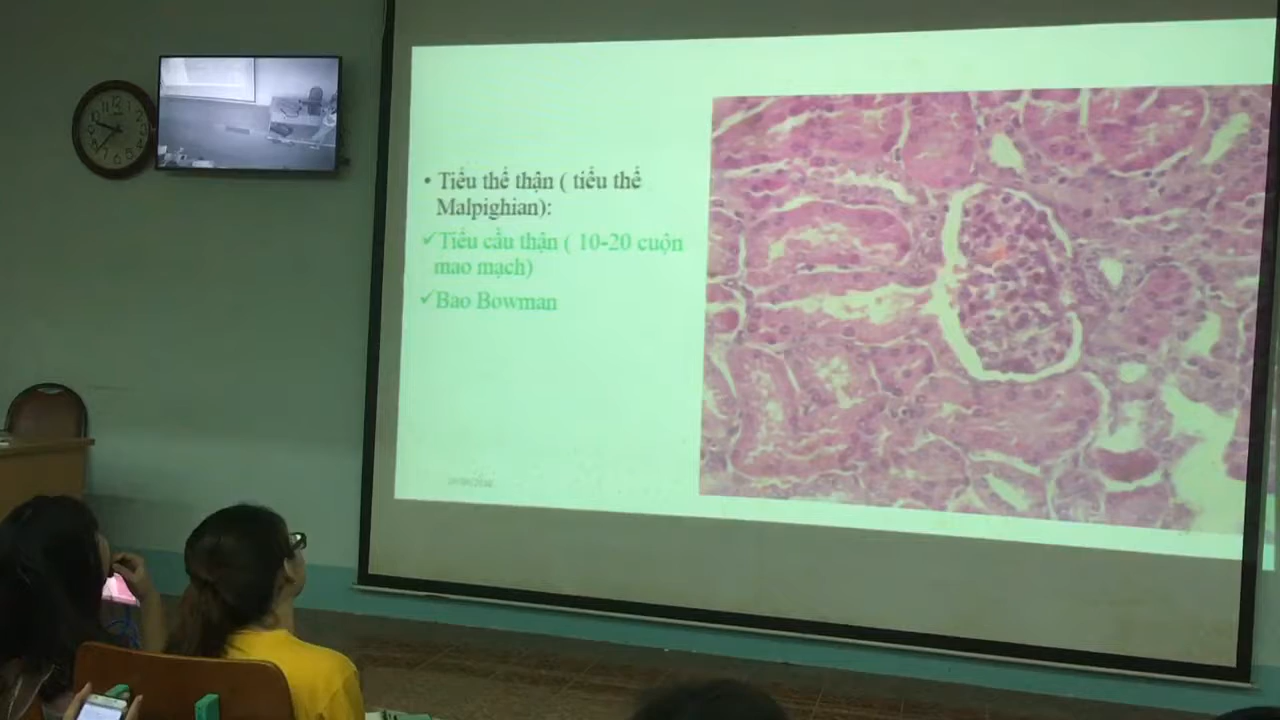 • Tiểu thể thận ( tiểu thể
Malpighian):
✓Tiểu cầu thận ( 10-20 cuộn
mao mạch)
✓Bao Bowman